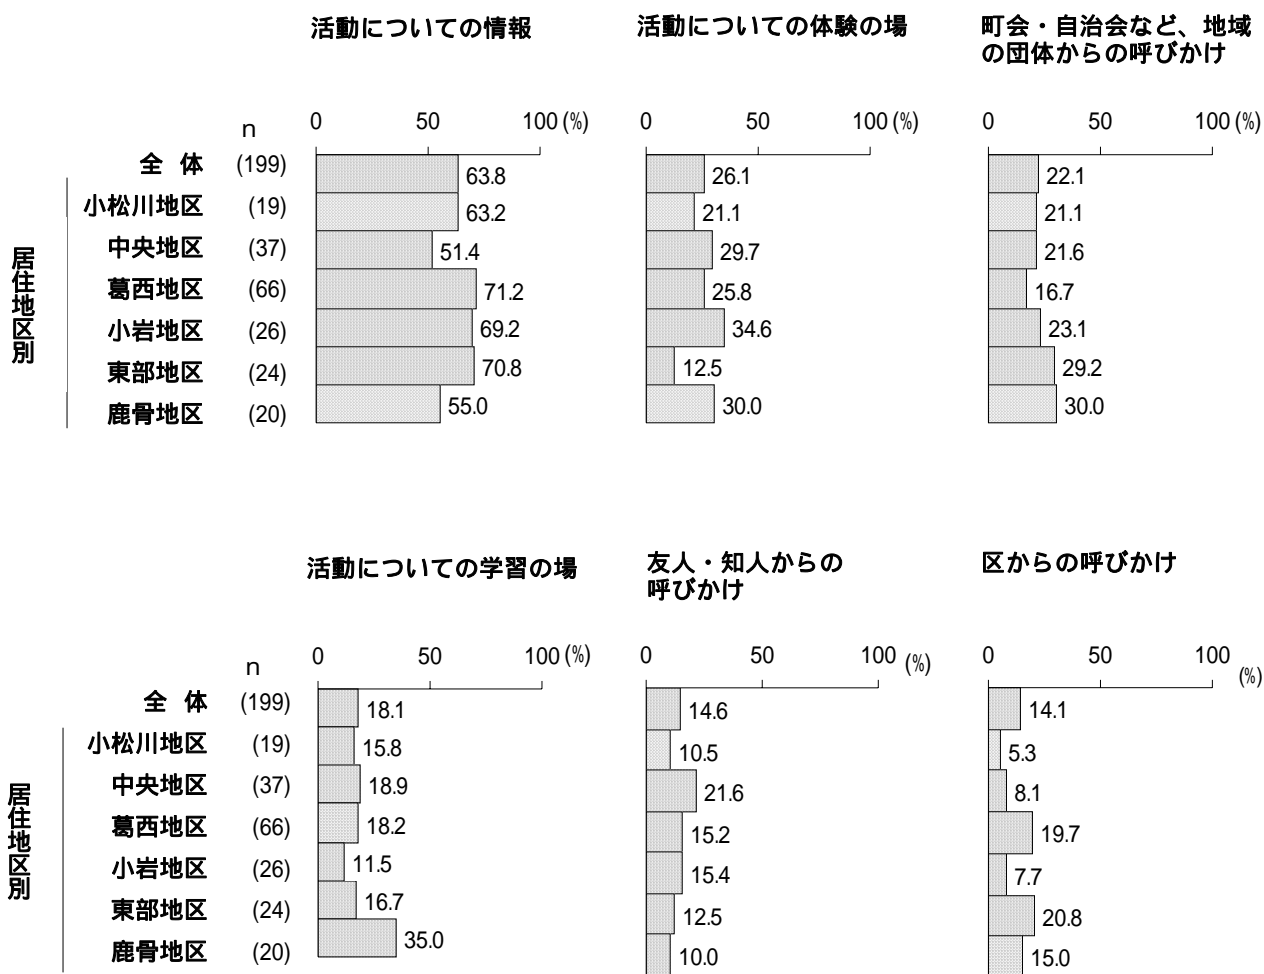 活動についての情報
活動についての体験の場
町会・自治会など、地域
の団体からの呼びかけ
n 0 50 100 (%) 0 50 100 (%) 0 50 100 (%)
全 体 (199) 63.8 26.1 22.1
小松川地区 (19) 63.2 21.1 21.1
中央地区 (37) 51.4 29.7 21.6
葛西地区 (66) 71.2 25.8 16.7
小岩地区 (26) 69.2 34.6 23.1
東部地区 (24) 70.8 12.5 29.2
鹿骨地区 (20) 55.0 30.0 30.0
居住地区別
活動についての学習の場
友人・知人からの
呼びかけ
区からの呼びかけ
n 0 50 100 (%) 0 50 100 (%) 0 50 100 (%)
全 体 (199) 18.1 14.6 14.1
小松川地区 (19) 15.8 10.5 5.3
中央地区 (37) 18.9 21.6 8.1
葛西地区 (66) 18.2 15.2 19.7
小岩地区 (26) 11.5 15.4 7.7
東部地区 (24) 16.7 12.5 20.8
鹿骨地区 (20) 35.0 10.0 15.0
居住地区別